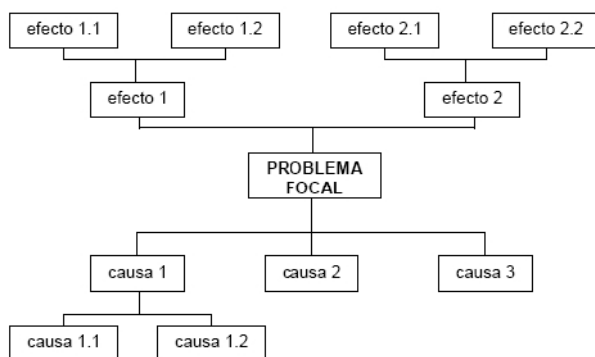 efecto 1.1
efecto 1.2
efecto 2.1
efecto 2.2
efecto 1
efecto 2
PROBLEMA
FOCAL
causa 1
causa 2
causa 3
causa 1.1
causa 1.2